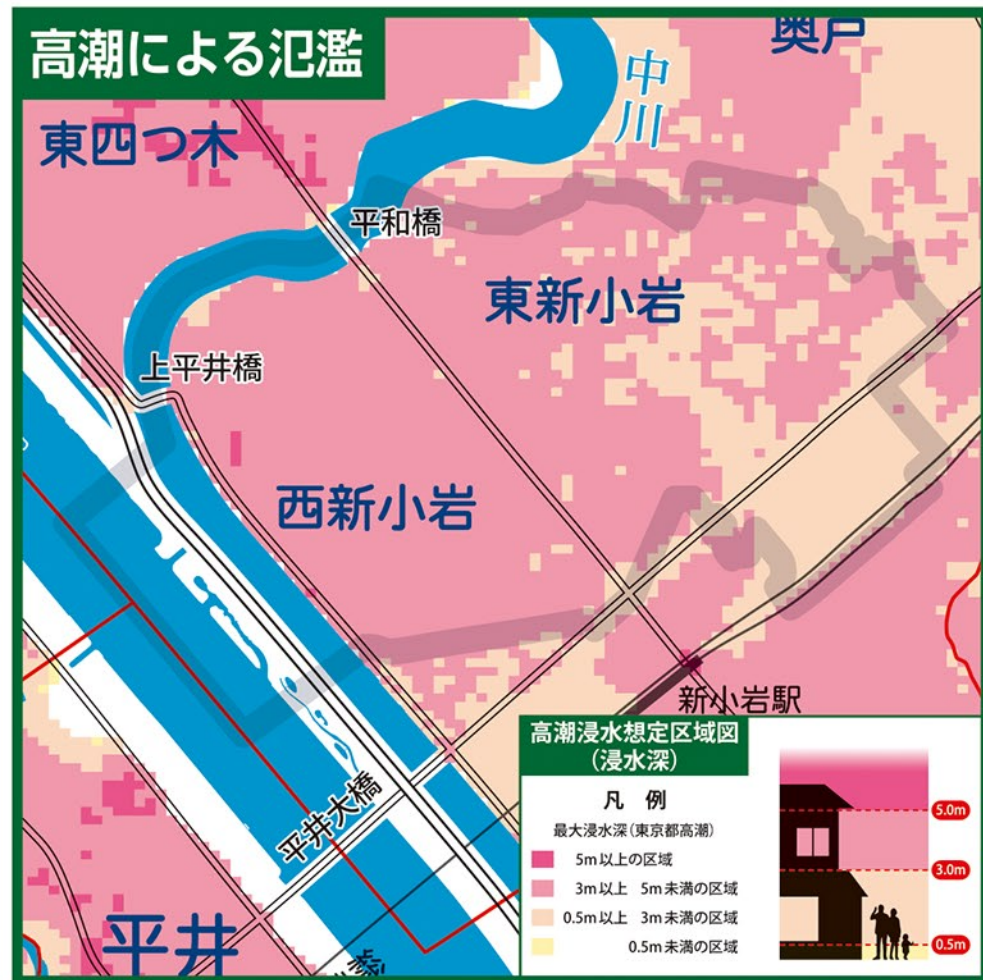 高潮による氾濫
奥戸
中川
東四つ木
平和橋
東新小岩
上平井橋
西新小岩
新小岩駅
平井大橋
平井
高潮浸水想定区域図
(浸水深)
凡 例
最大浸水深(東京都高潮)
5m以上の区域
3m以上 5m未満の区域
0.5m以上 3m未満の区域
0.5m未満の区域
5.0m
3.0m
0.5m